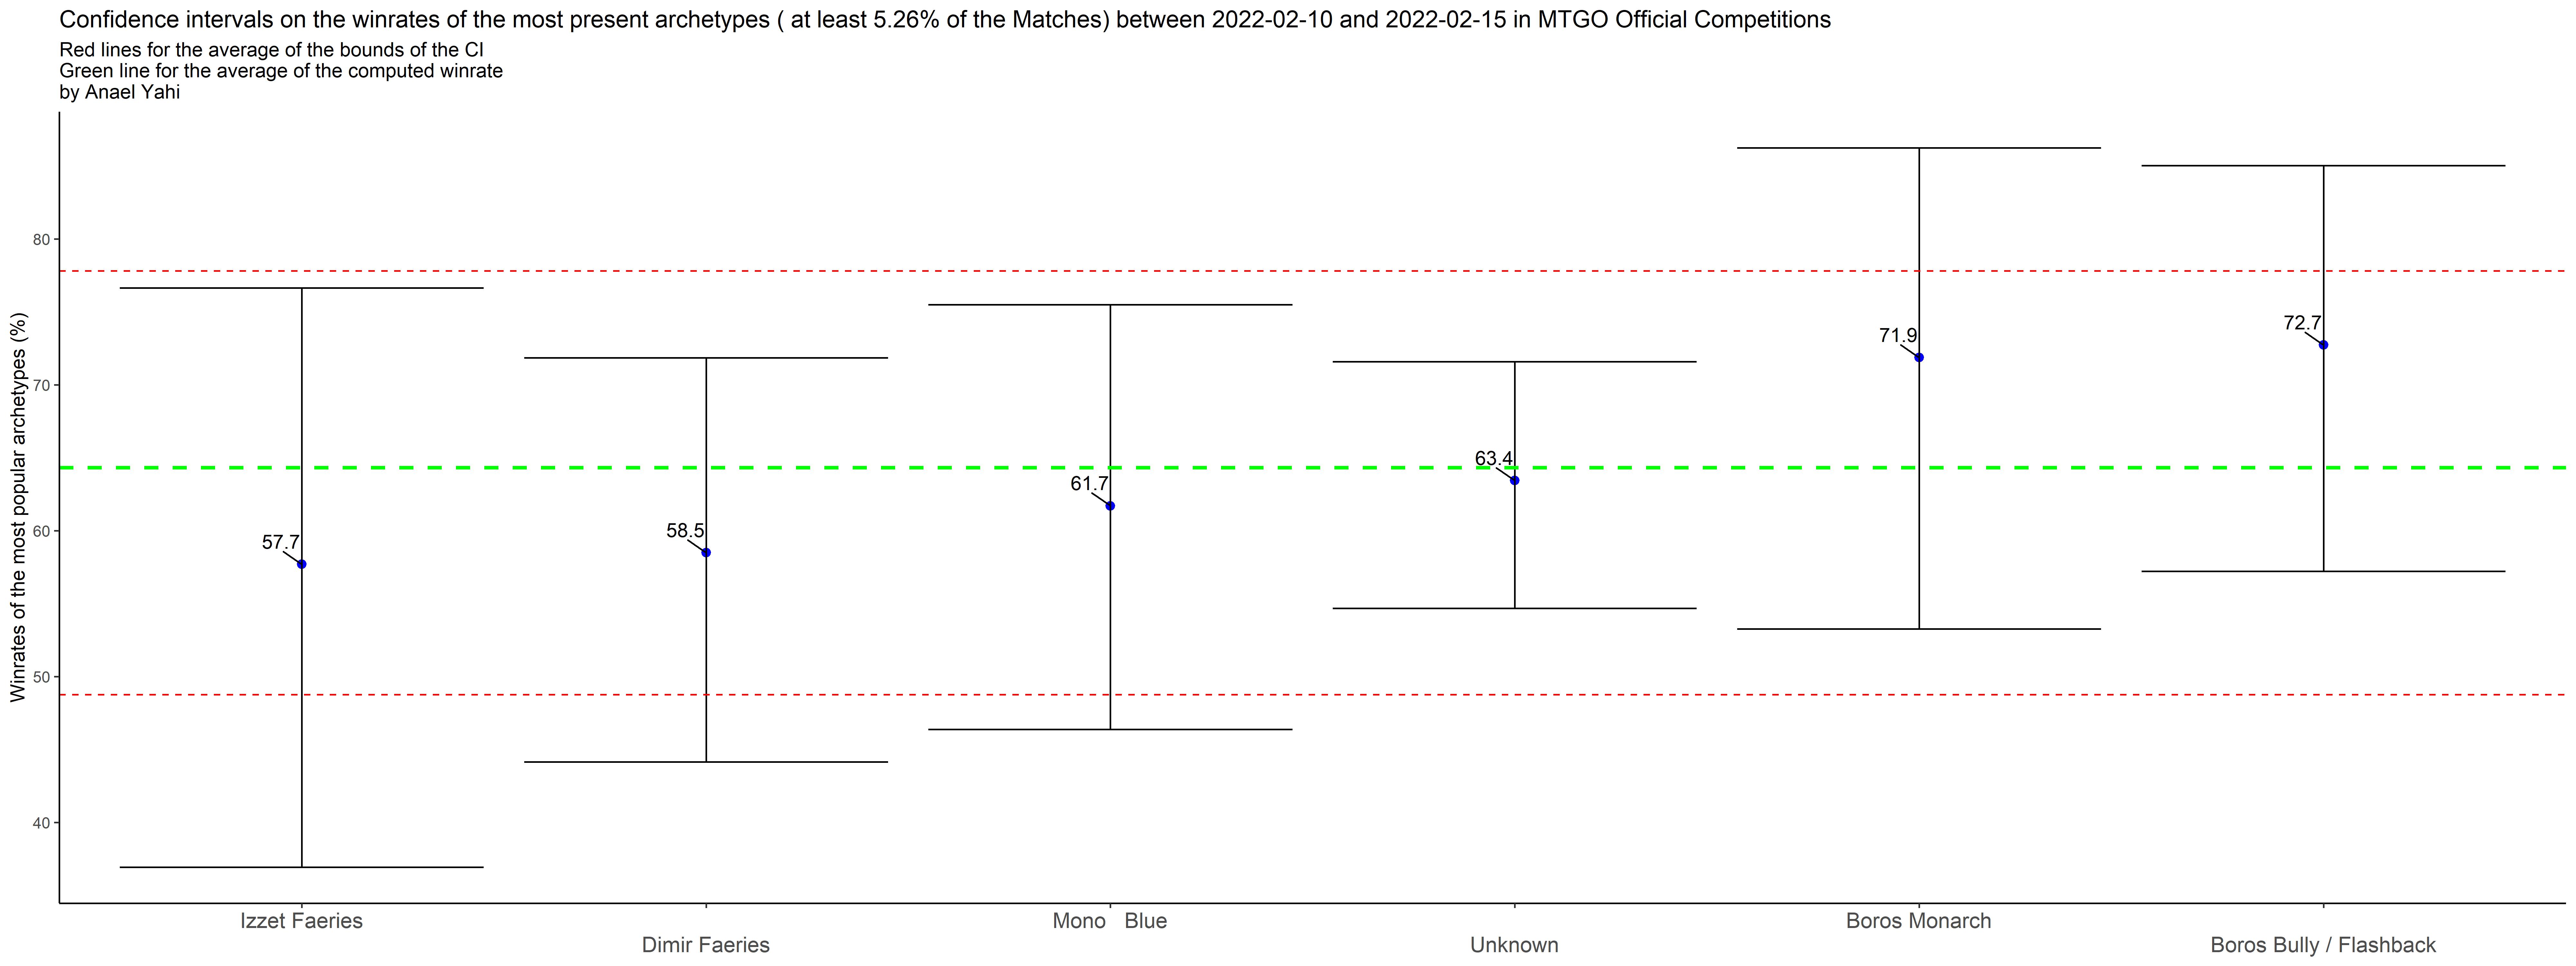 Confidence intervals on the winrates of the most present archetypes ( at least 5.26% of the Matches) between 2022-02-10 and 2022-02-15 in MTGO Official Competitions
Red lines for the average of the bounds of the CI
Green line for the average of the computed winrate
by Anael Yahi
Winrates of the most popular archetypes (%)
80
70
60
50
40
57.7
58.5
61.7
63.4
71.9
72.7
Izzet Faeries
Dimir Faeries
Mono   Blue
Unknown
Boros Monarch
Boros Bully / Flashback